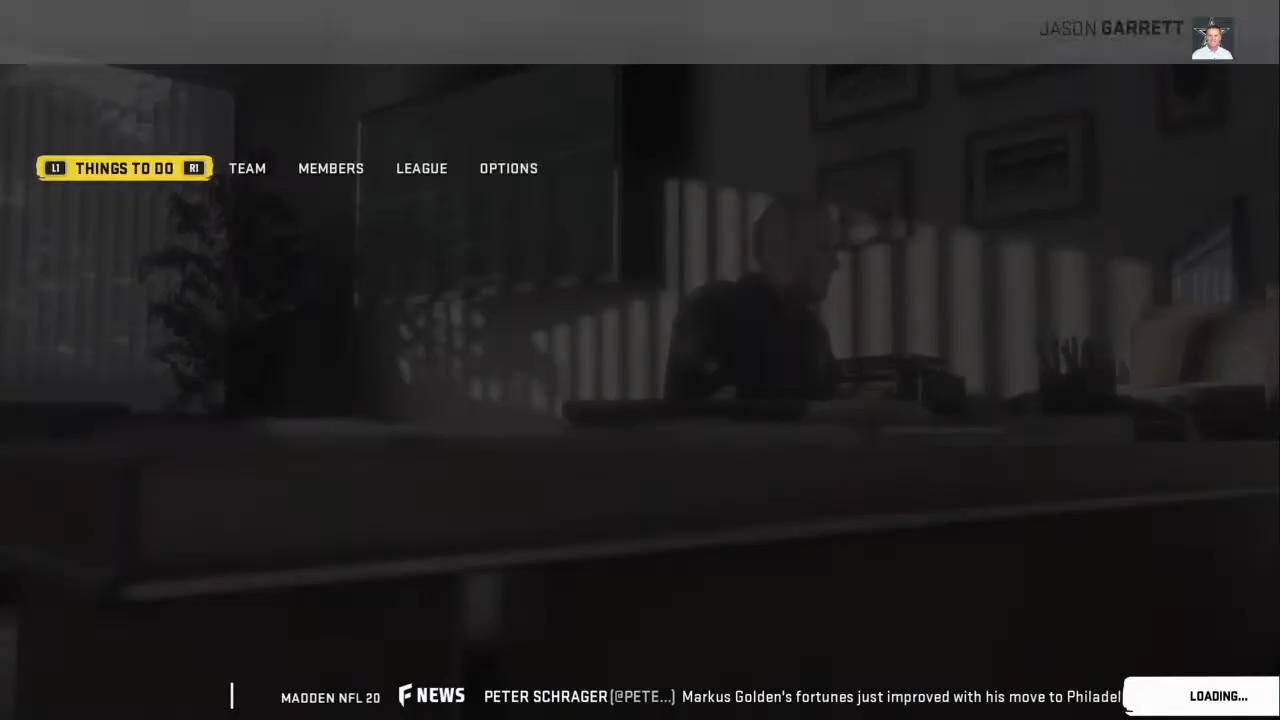 JASON GARRETT
L1 THINGS TO DO R1 TEAM MEMBERS LEAGUE OPTIONS
MADDEN NFL 20 F NEWS PETER SCHRAGER (@PETE...) Markus Golden's fortunes just improved with his move to Philadel LOADING...